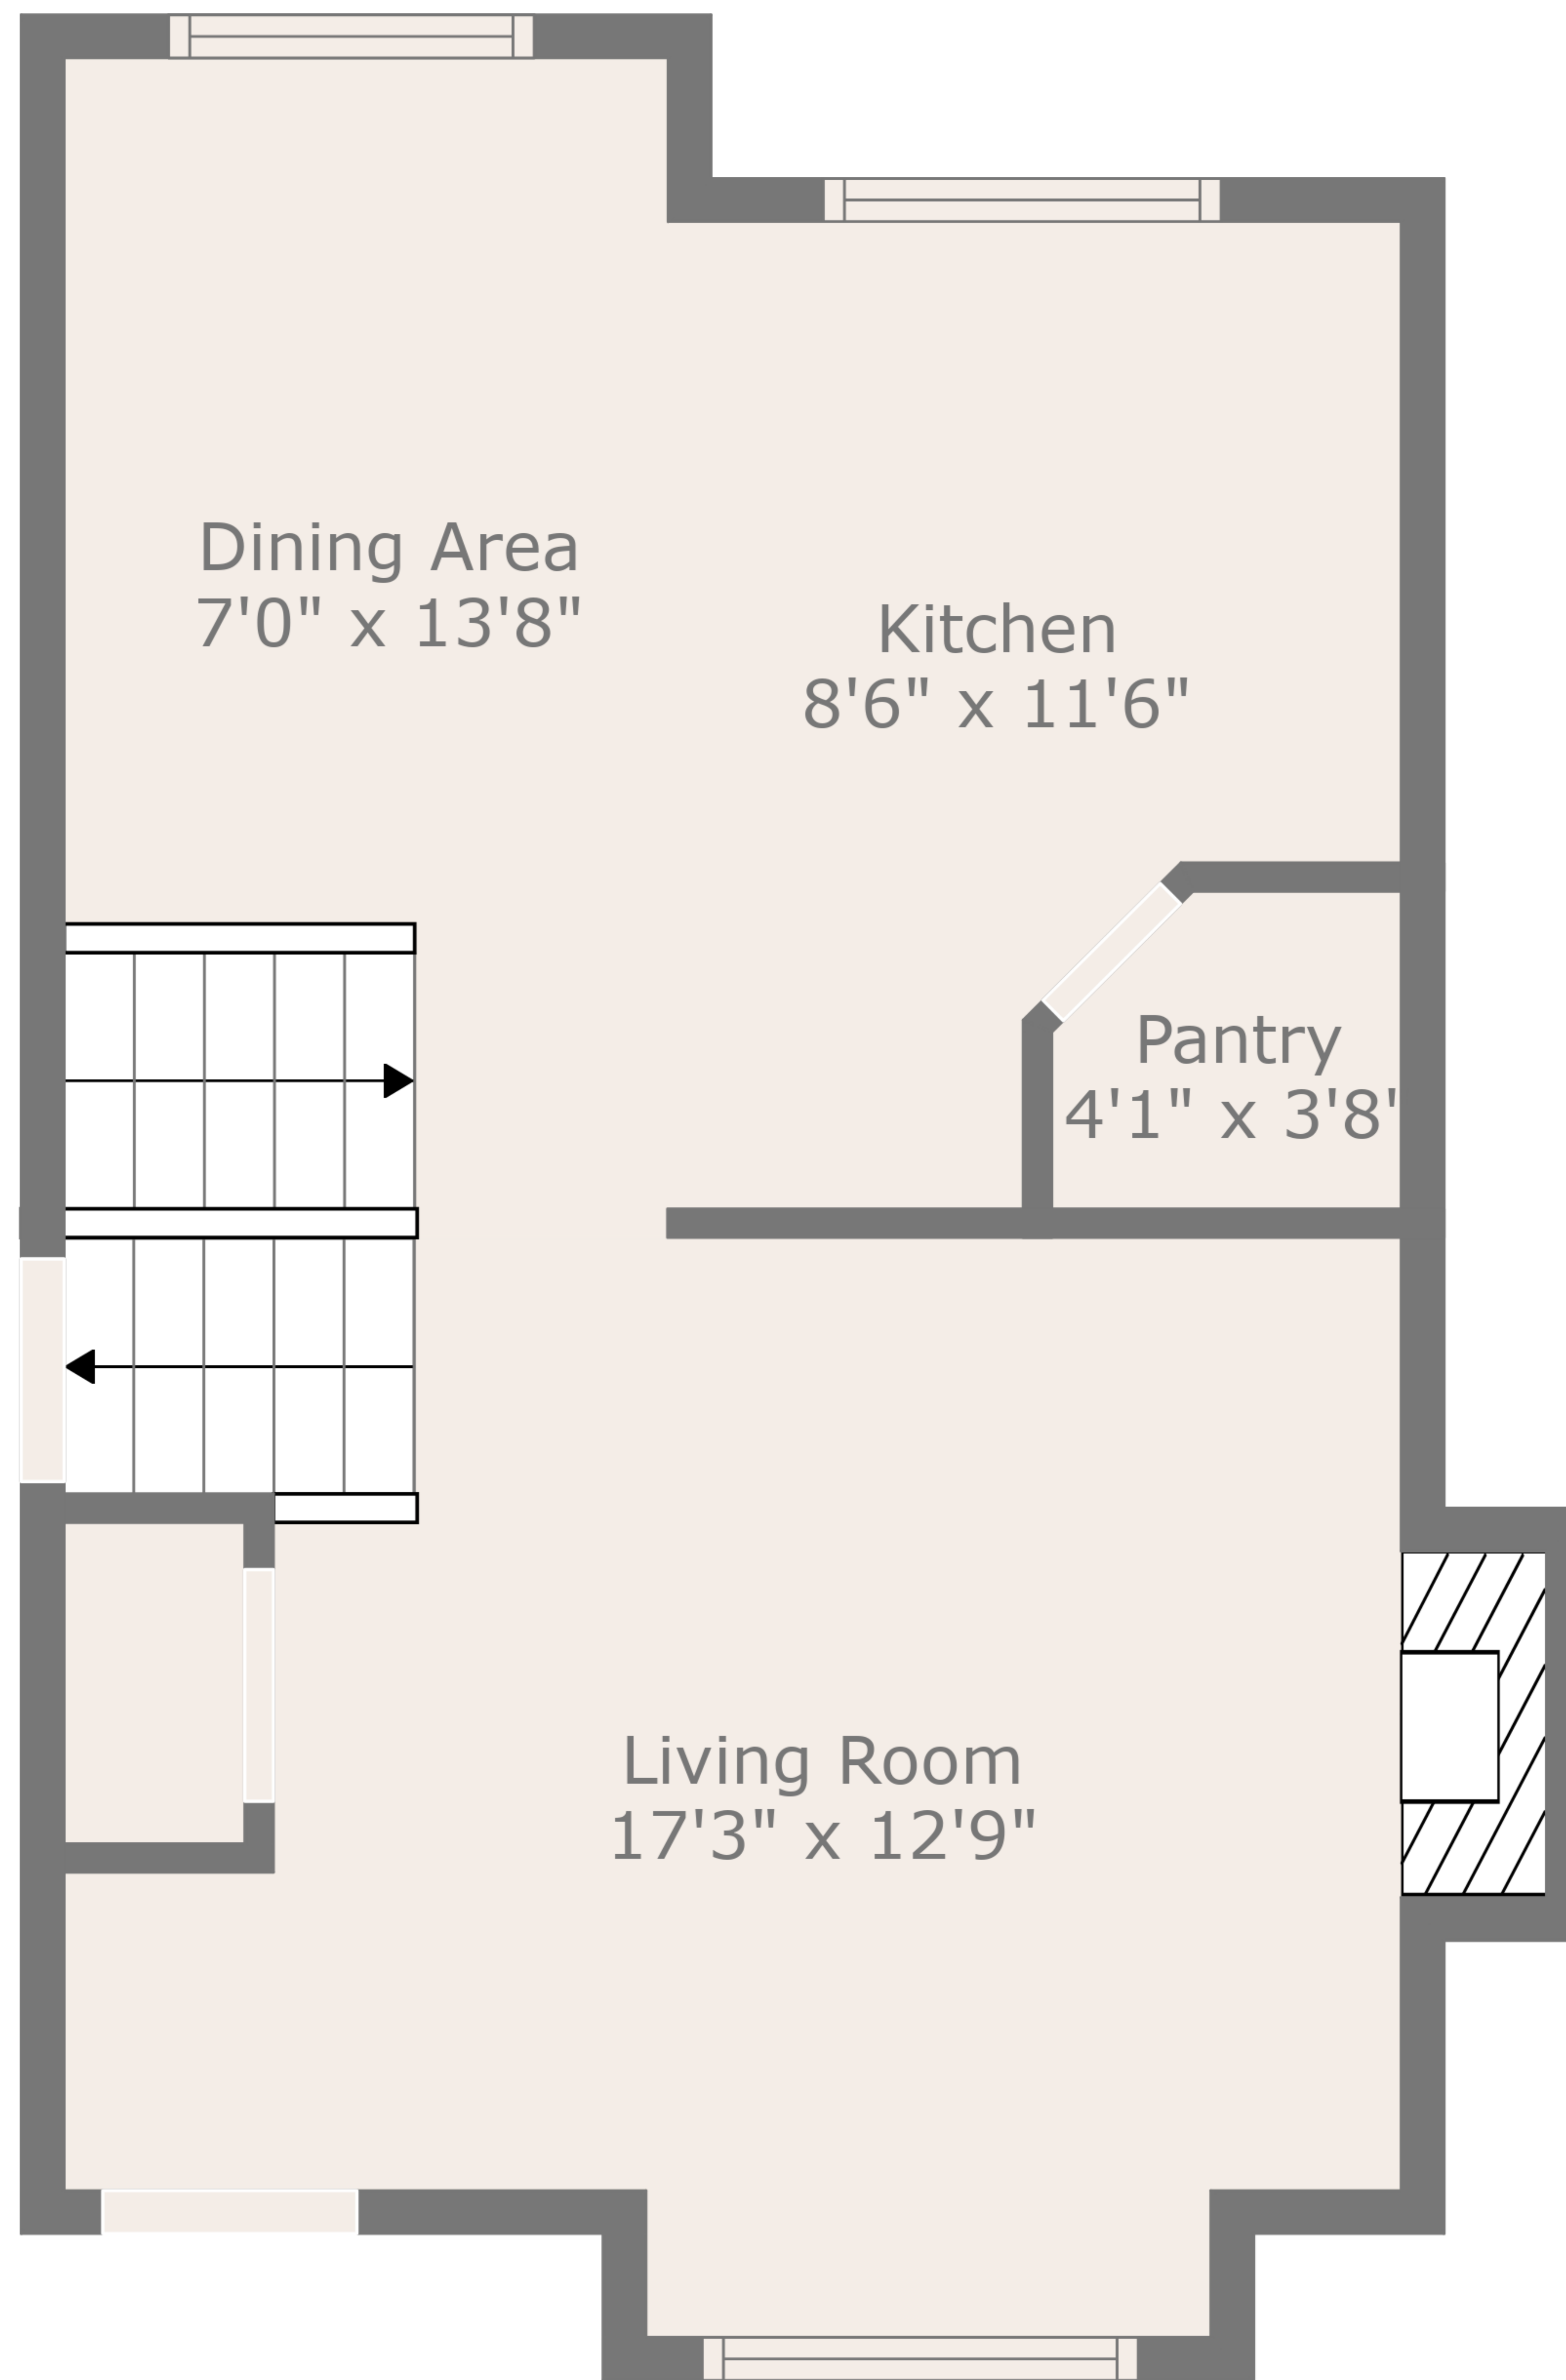 Dining Area
7'0" x 13'8"
Kitchen
8'6" x 11'6"
Pantry
4'1" x 3'8'
Living Room
17'3" x 12'9"